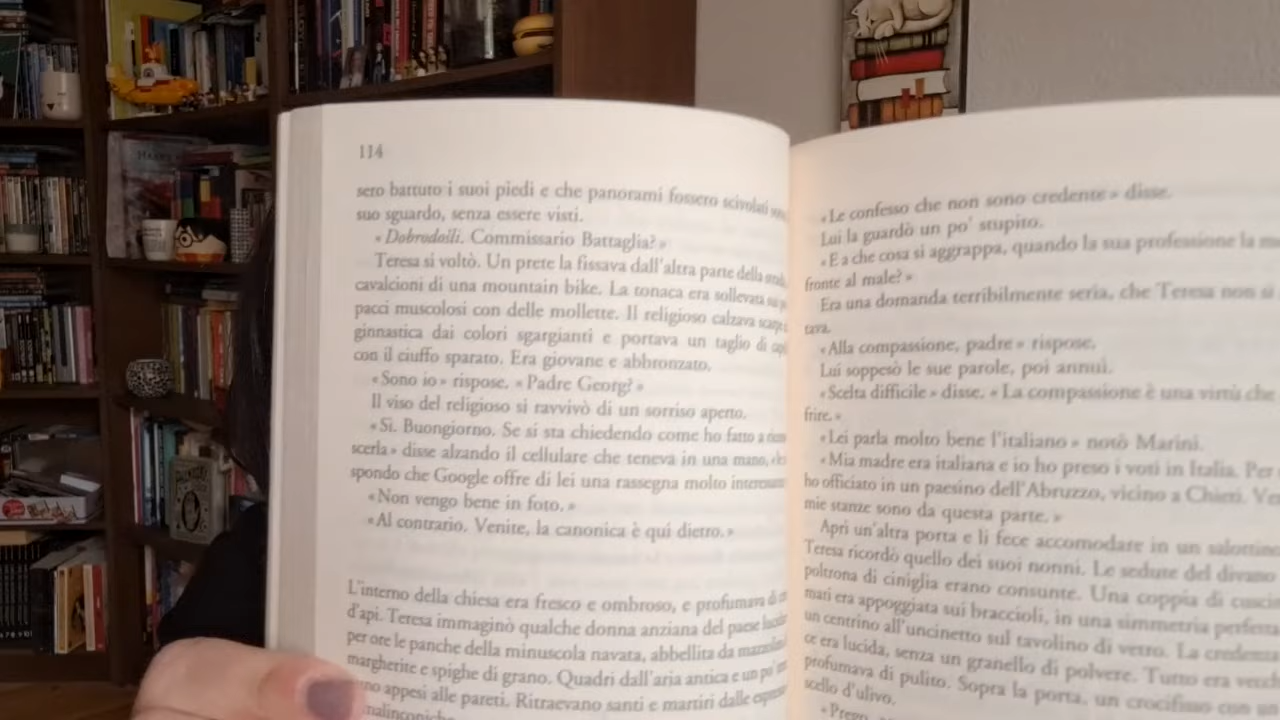 114
sero battuto i suoi piedi e che panorami fossero scivolati
suo sguardo, senza essere visti.
«Dobrodošli. Commissario Battaglia?»
Teresa si voltò. Un prete la fissava dall'altra parte della
cavalcioni di una mountain bike. La tonaca era sollevata
pacci muscolosi con delle mollette. Il religioso calzava
ginnastica dai colori sgargianti e portava un taglio di
con il ciuffo sparato. Era giovane e abbronzato.
«Sono io» rispose. «Padre Georg?»
Il viso del religioso si ravvivò di un sorriso aperto.
«Sì. Buongiorno. Se si sta chiedendo come ho fatto a
scerla» disse alzando il cellulare che teneva in una mano,
spondo che Google offre di lei una rassegna molto
«Non vengo bene in foto.»
«Al contrario. Venite, la canonica è qui dietro.»
L'interno della chiesa era fresco e ombroso, e profumava di
d'api. Teresa immaginò qualche donna anziana del paese
per ore le panche della minuscola navata, abbellita da
margherite e spighe di grano. Quadri dall'aria antica e un po'
appesi alle pareti. Ritraevano santi e martiri dalle
malinconiche
«Le confesso che non sono credente» disse.
Lui la guardò un po' stupito.
«E a che cosa si aggrappa, quando la sua professione la
fronte al male?»
Era una domanda terribilmente seria, che Teresa non si
tava.
«Alla compassione, padre» rispose.
Lui soppesò le sue parole, poi annuì.
«Scelta difficile» disse. «La compassione è una virtù che
frire.»
«Lei parla molto bene l'italiano» notò Marini.
«Mia madre era italiana e io ho preso i voti in Italia. Per
ho officiato in un paesino dell'Abruzzo, vicino a Chieti.
mie stanze sono da questa parte.»
Aprì un'altra porta e li fece accomodare in un salottino
Teresa ricordò quello dei suoi nonni. Le sedute del divano
poltrona di ciniglia erano consunte. Una coppia di
mari era appoggiata sui braccioli, in una simmetria perfetta
un centrino all'uncinetto sul tavolino di vetro. La credenza
ce era lucida, senza un granello di polvere. Tutto era
profumava di pulito. Sopra la porta, un crocifisso con un
scello d'ulivo.
«Prego